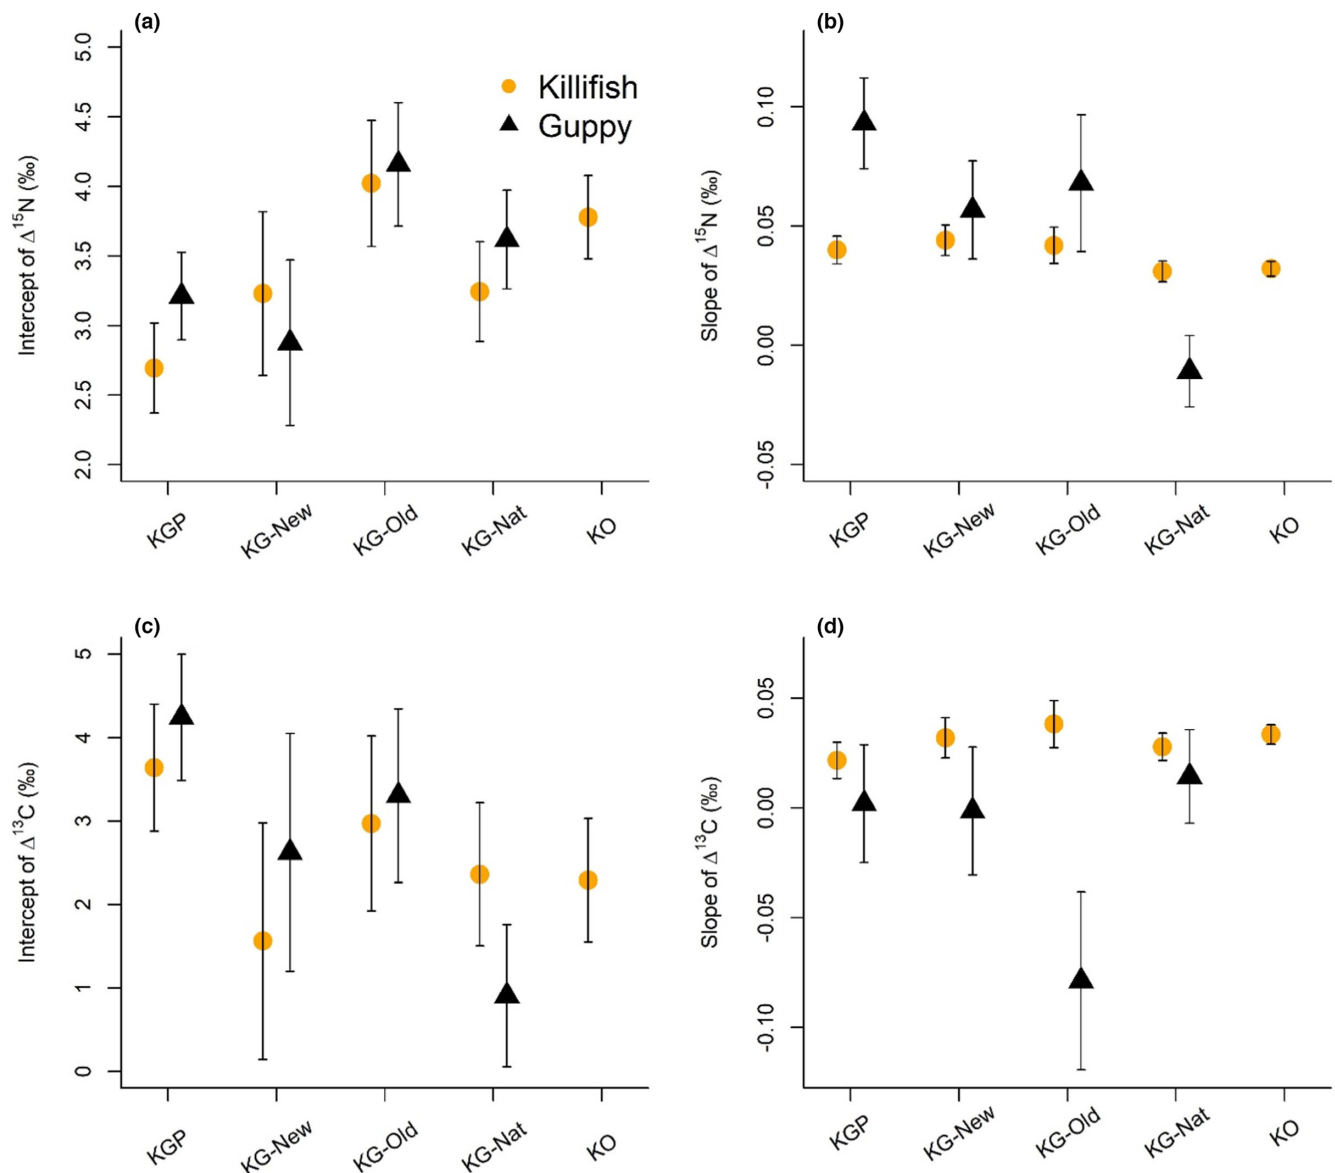 (a)
Intercept of Δ¹⁵N (‰)
5.0
4.5
4.0
3.5
3.0
2.5
2.0
Killifish
Guppy
KGP
KG-New
KG-Old
KG-Nat
KO
(b)
Slope of Δ¹⁵N (‰)
0.10
0.05
0.00
-0.05
KGP
KG-New
KG-Old
KG-Nat
KO
(c)
Intercept of Δ¹³C (‰)
5
4
3
2
1
0
KGP
KG-New
KG-Old
KG-Nat
KO
(d)
Slope of Δ¹³C (‰)
0.05
0.00
-0.05
-0.10
KGP
KG-New
KG-Old
KG-Nat
KO